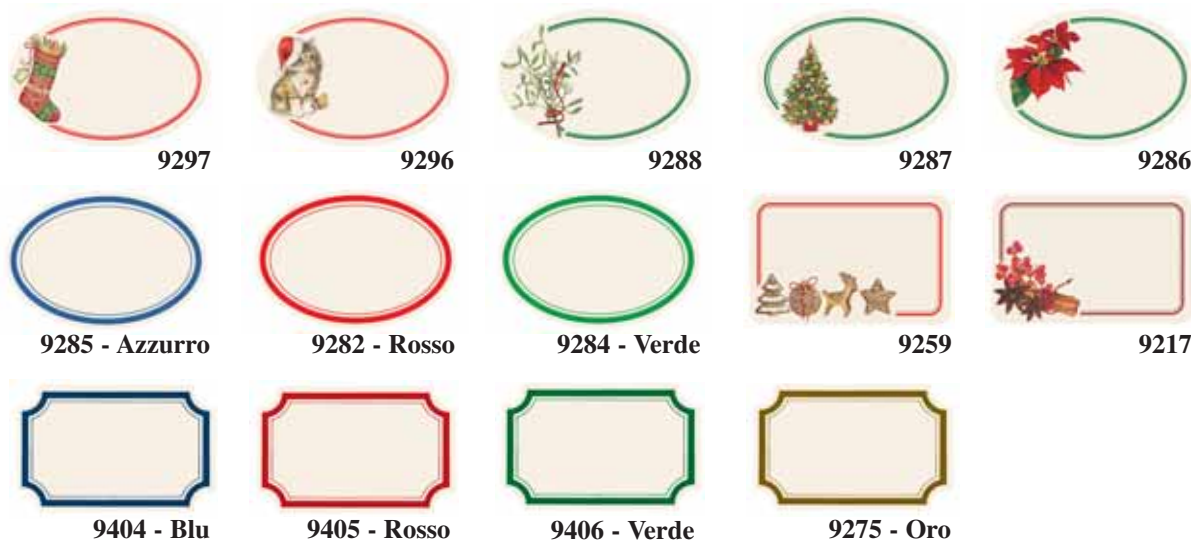 9297 9296 9288 9287 9286
9285 - Azzurro 9282 - Rosso 9284 - Verde 9259 9217
9404 - Blu 9405 - Rosso 9406 - Verde 9275 - Oro